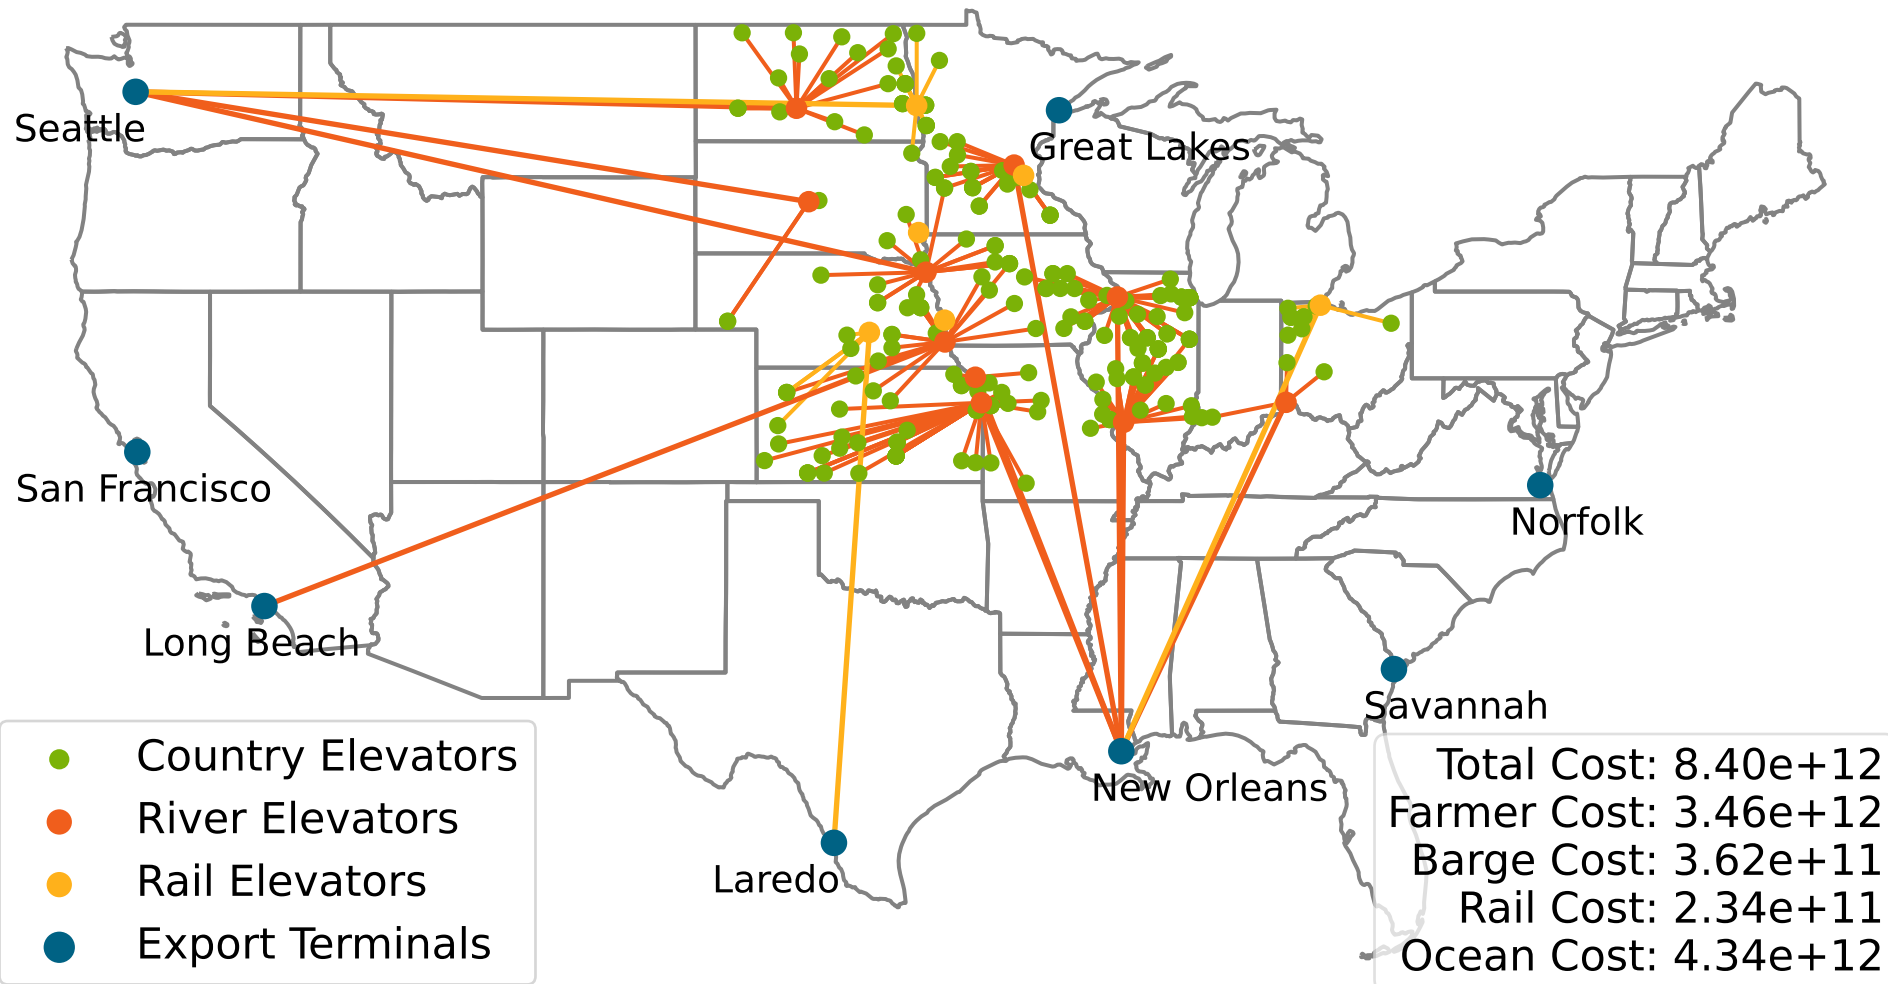 Seattle
Great Lakes
San Francisco
Norfolk
Long Beach
Savannah
New Orleans
Laredo
Country Elevators
River Elevators
Rail Elevators
Export Terminals
Total Cost: 8.40e+12
Farmer Cost: 3.46e+12
Barge Cost: 3.62e+11
Rail Cost: 2.34e+11
Ocean Cost: 4.34e+12